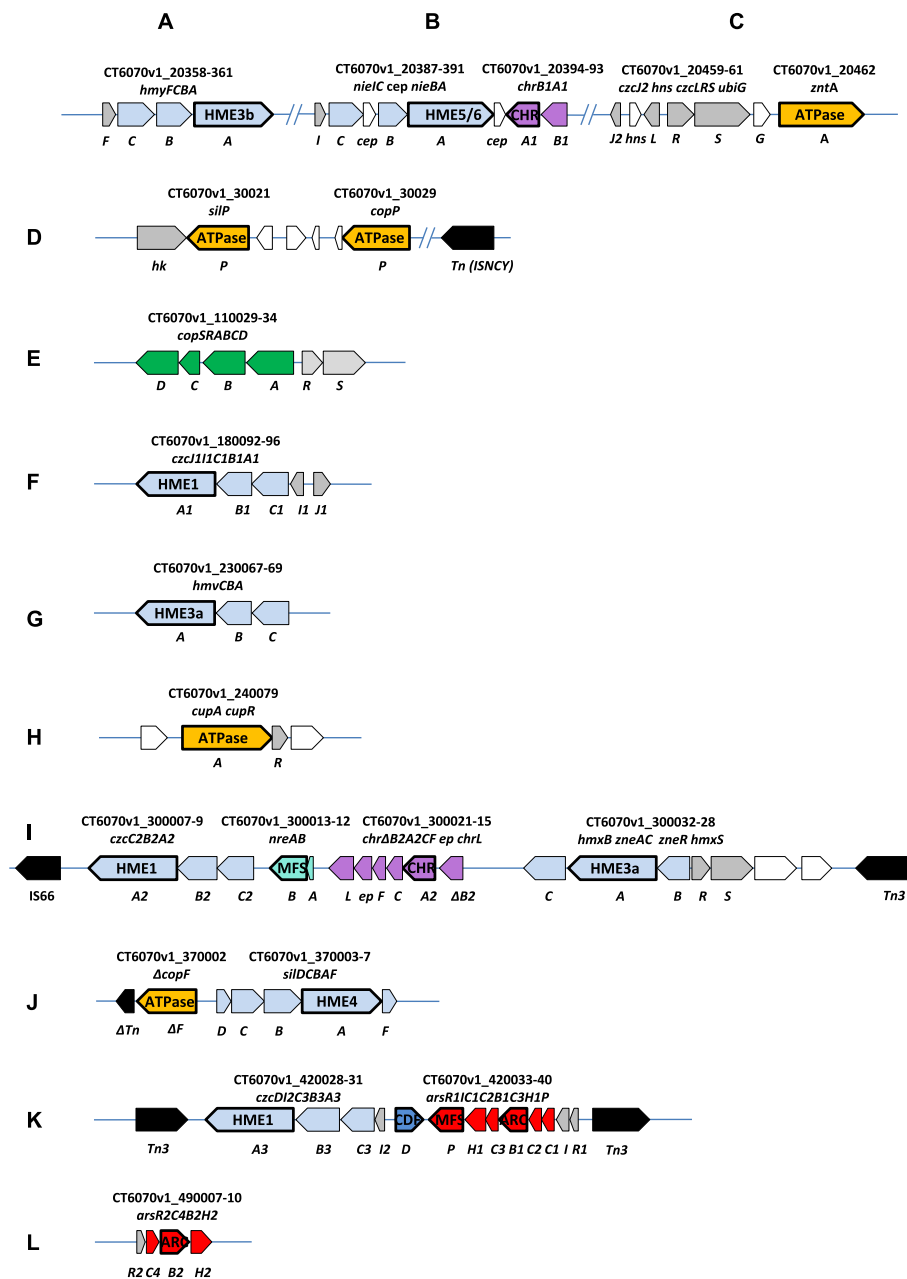 A B C
CT6070v1_20358-361 CT6070v1_20387-391 CT6070v1_20394-93 CT6070v1_20459-61 CT6070v1_20462
hmyFCBA nieIC cep nieBA chrB1A1 czcJ2 hns czcLRS ubiG zntA
HME3b HME5/6 CHR ATPase
F C B A I C cep B A cep A1 B1 J2 hns L R S G A
CT6070v1_30021 CT6070v1_30029
silP copP
D ATPase ATPase
hk P P Tn (ISNCY)
CT6070v1_110029-34
copSRABCD
E
D C B A R S
CT6070v1_180092-96
czcJ1I1C1B1A1
F HME1
A1 B1 C1 I1 J1
CT6070v1_230067-69
hmvCBA
G HME3a
A B C
CT6070v1_240079
cupA cupR
H ATPase
A R
I
CT6070v1_300007-9 CT6070v1_300013-12 CT6070v1_300021-15 CT6070v1_300032-28
czcC2B2A2 nreAB chrΔB2A2CF ep chrL hmxB zneAC zneR hmxS
HME1 MFS CHR HME3a
IS66 A2 B2 C2 B A L ep F C A2 ΔB2 C A B R S Tn3
CT6070v1_370002 CT6070v1_370003-7
ΔcopF silDCBAF
J ATPase HME4
ΔTn ΔF D C B A F
CT6070v1_420028-31 CT6070v1_420033-40
czcDI2C3B3A3 arsR1IC1C2B1C3H1P
K HME1 CDF MFS ARC
Tn3 A3 B3 C3 I2 D P H1 C3 B1 C2 C1 I R1 Tn3
CT6070v1_490007-10
arsR2C4B2H2
L ARC
R2 C4 B2 H2